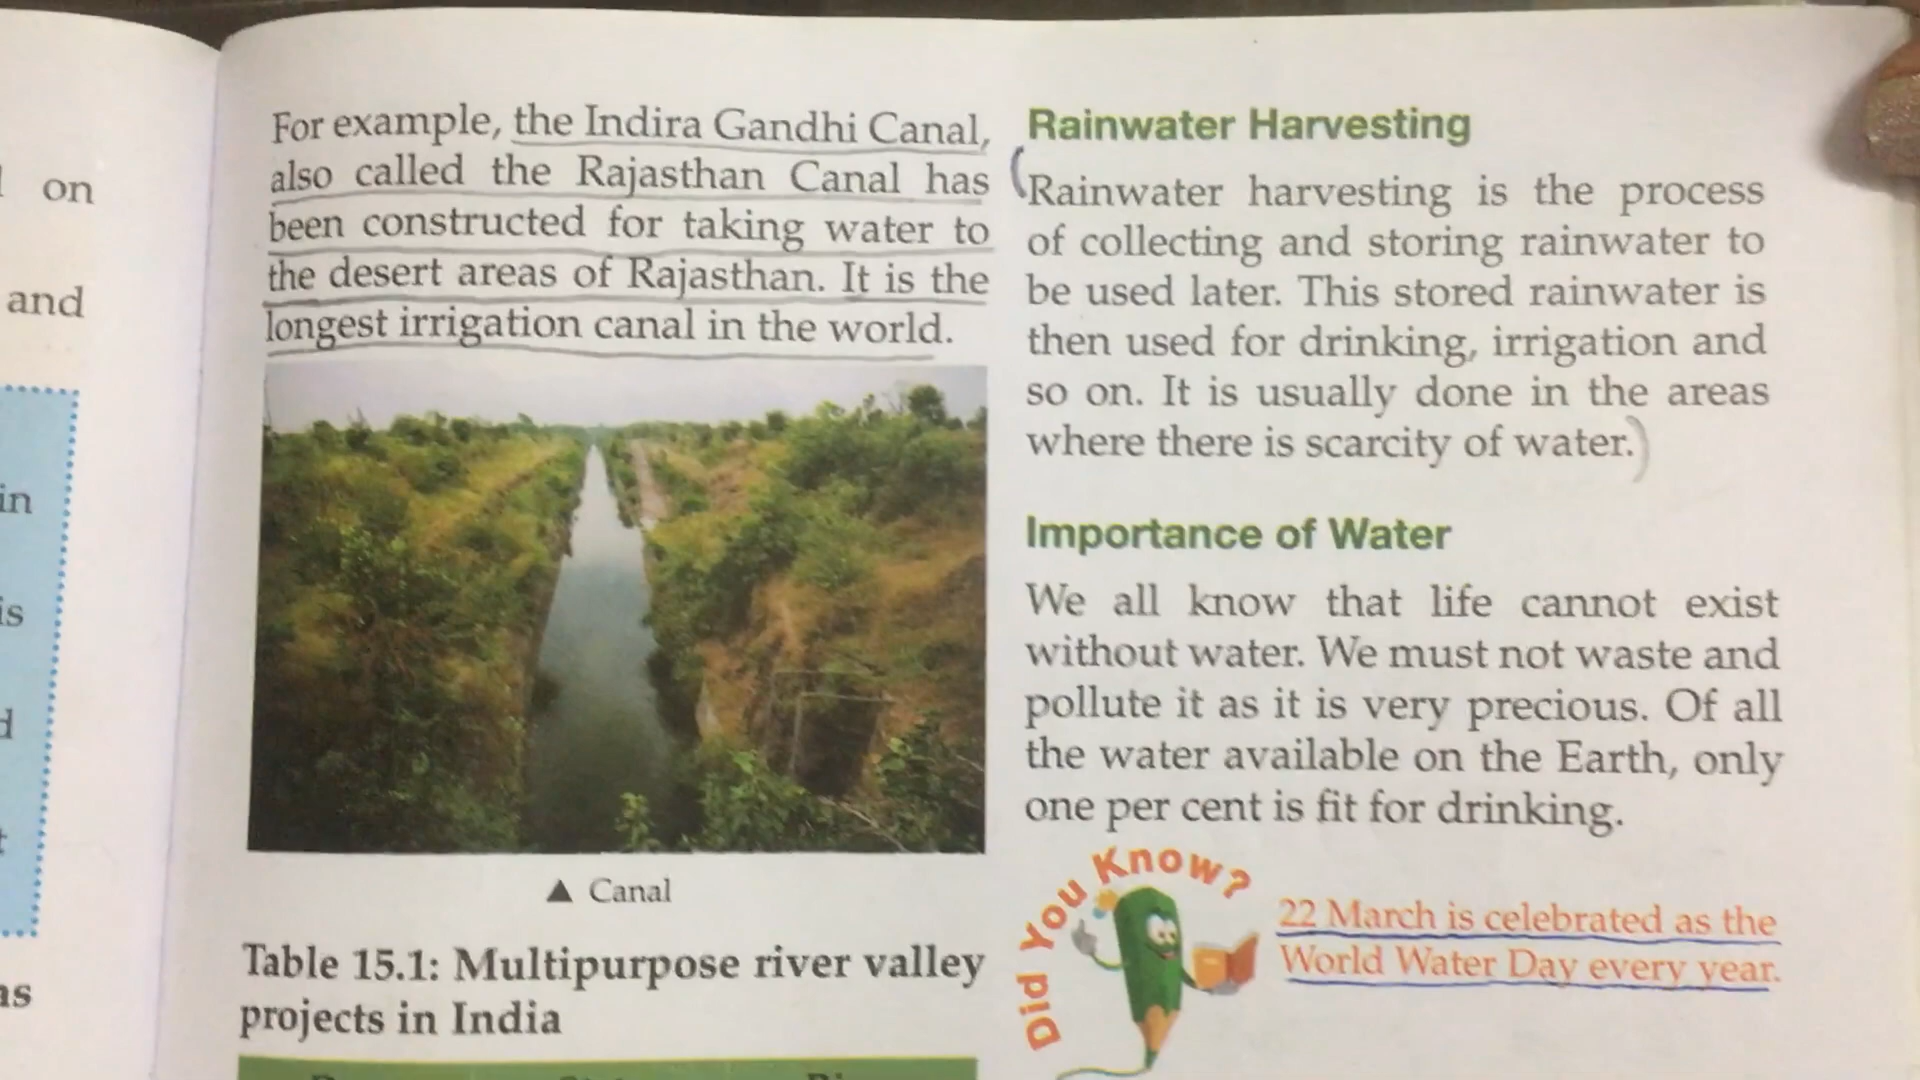 on
and
in
is
For example, the Indira Gandhi Canal,
also called the Rajasthan Canal has
been constructed for taking water to
the desert areas of Rajasthan. It is the
longest irrigation canal in the world.
▲ Canal
Table 15.1: Multipurpose river valley
projects in India
Rainwater Harvesting
Rainwater harvesting is the process
of collecting and storing rainwater to
be used later. This stored rainwater is
then used for drinking, irrigation and
so on. It is usually done in the areas
where there is scarcity of water.
Importance of Water
We all know that life cannot exist
without water. We must not waste and
pollute it as it is very precious. Of all
the water available on the Earth, only
one per cent is fit for drinking.
Did You Know?
22 March is celebrated as the
World Water Day every year.